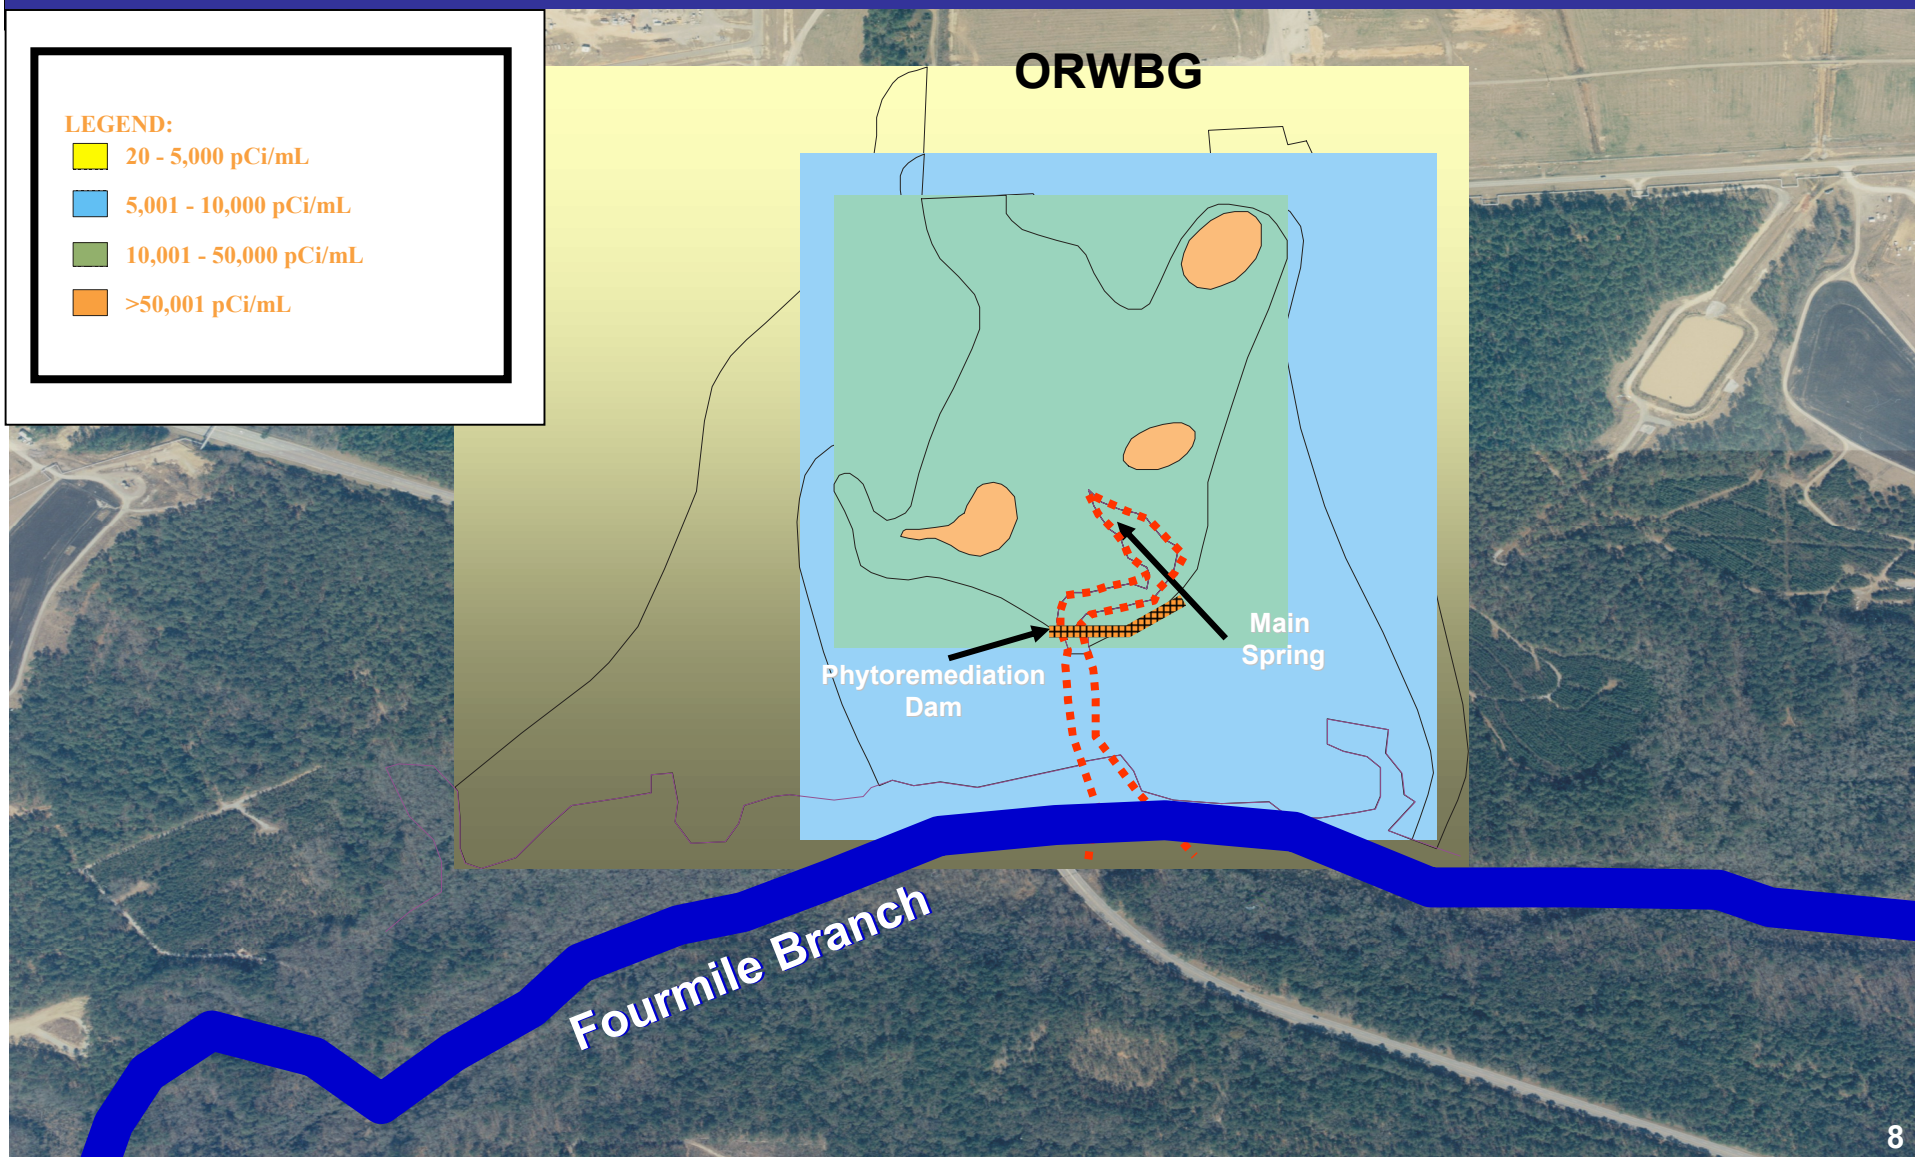 ORWBG
LEGEND:
20 - 5,000 pCi/mL
5,001 - 10,000 pCi/mL
10,001 - 50,000 pCi/mL
>50,001 pCi/mL
Main
Spring
Phytoremediation
Dam
Fourmile Branch
8